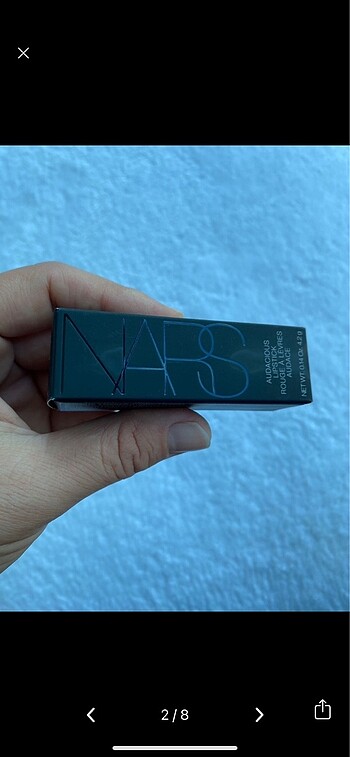 NARS
AUDACIOUS
LIPSTICK
ROUGE À LÈVRES
AUDACE
NET WT. 0.14 Oz. 4.2 g
2/8